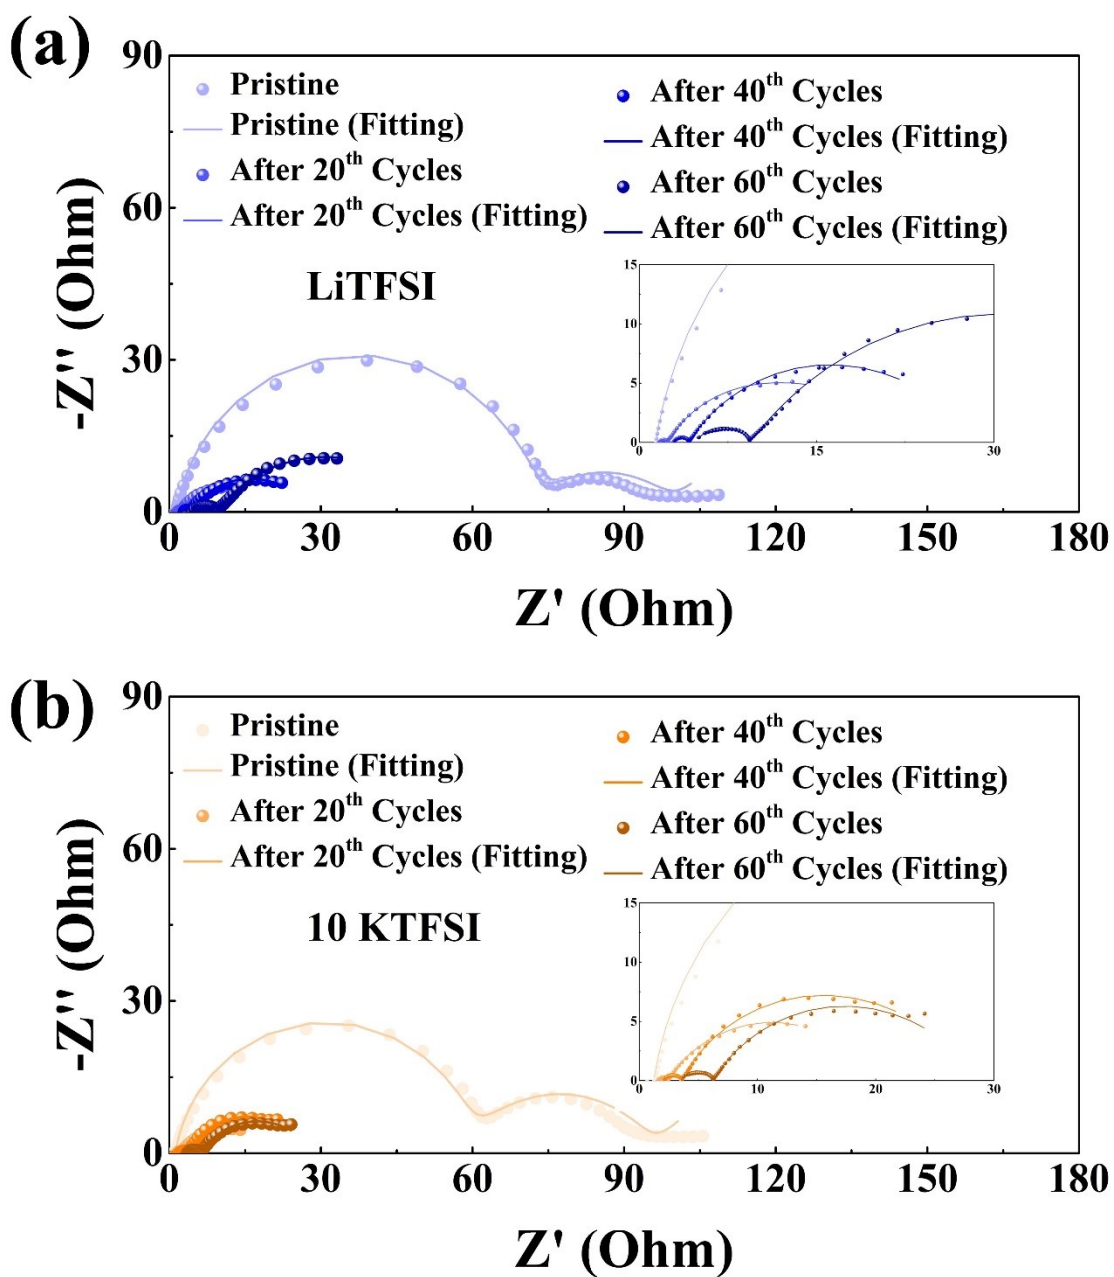 (a)
90
60
30
0
-Z'' (Ohm)
Pristine
Pristine (Fitting)
After 20th Cycles
After 20th Cycles (Fitting)
After 40th Cycles
After 40th Cycles (Fitting)
After 60th Cycles
After 60th Cycles (Fitting)
LiTFSI
15
10
5
0
0 15 30
0 30 60 90 120 150 180
Z' (Ohm)
(b)
90
60
30
0
-Z'' (Ohm)
Pristine
Pristine (Fitting)
After 20th Cycles
After 20th Cycles (Fitting)
After 40th Cycles
After 40th Cycles (Fitting)
After 60th Cycles
After 60th Cycles (Fitting)
10 KTFSI
15
10
5
0
0 10 20 30
0 30 60 90 120 150 180
Z' (Ohm)